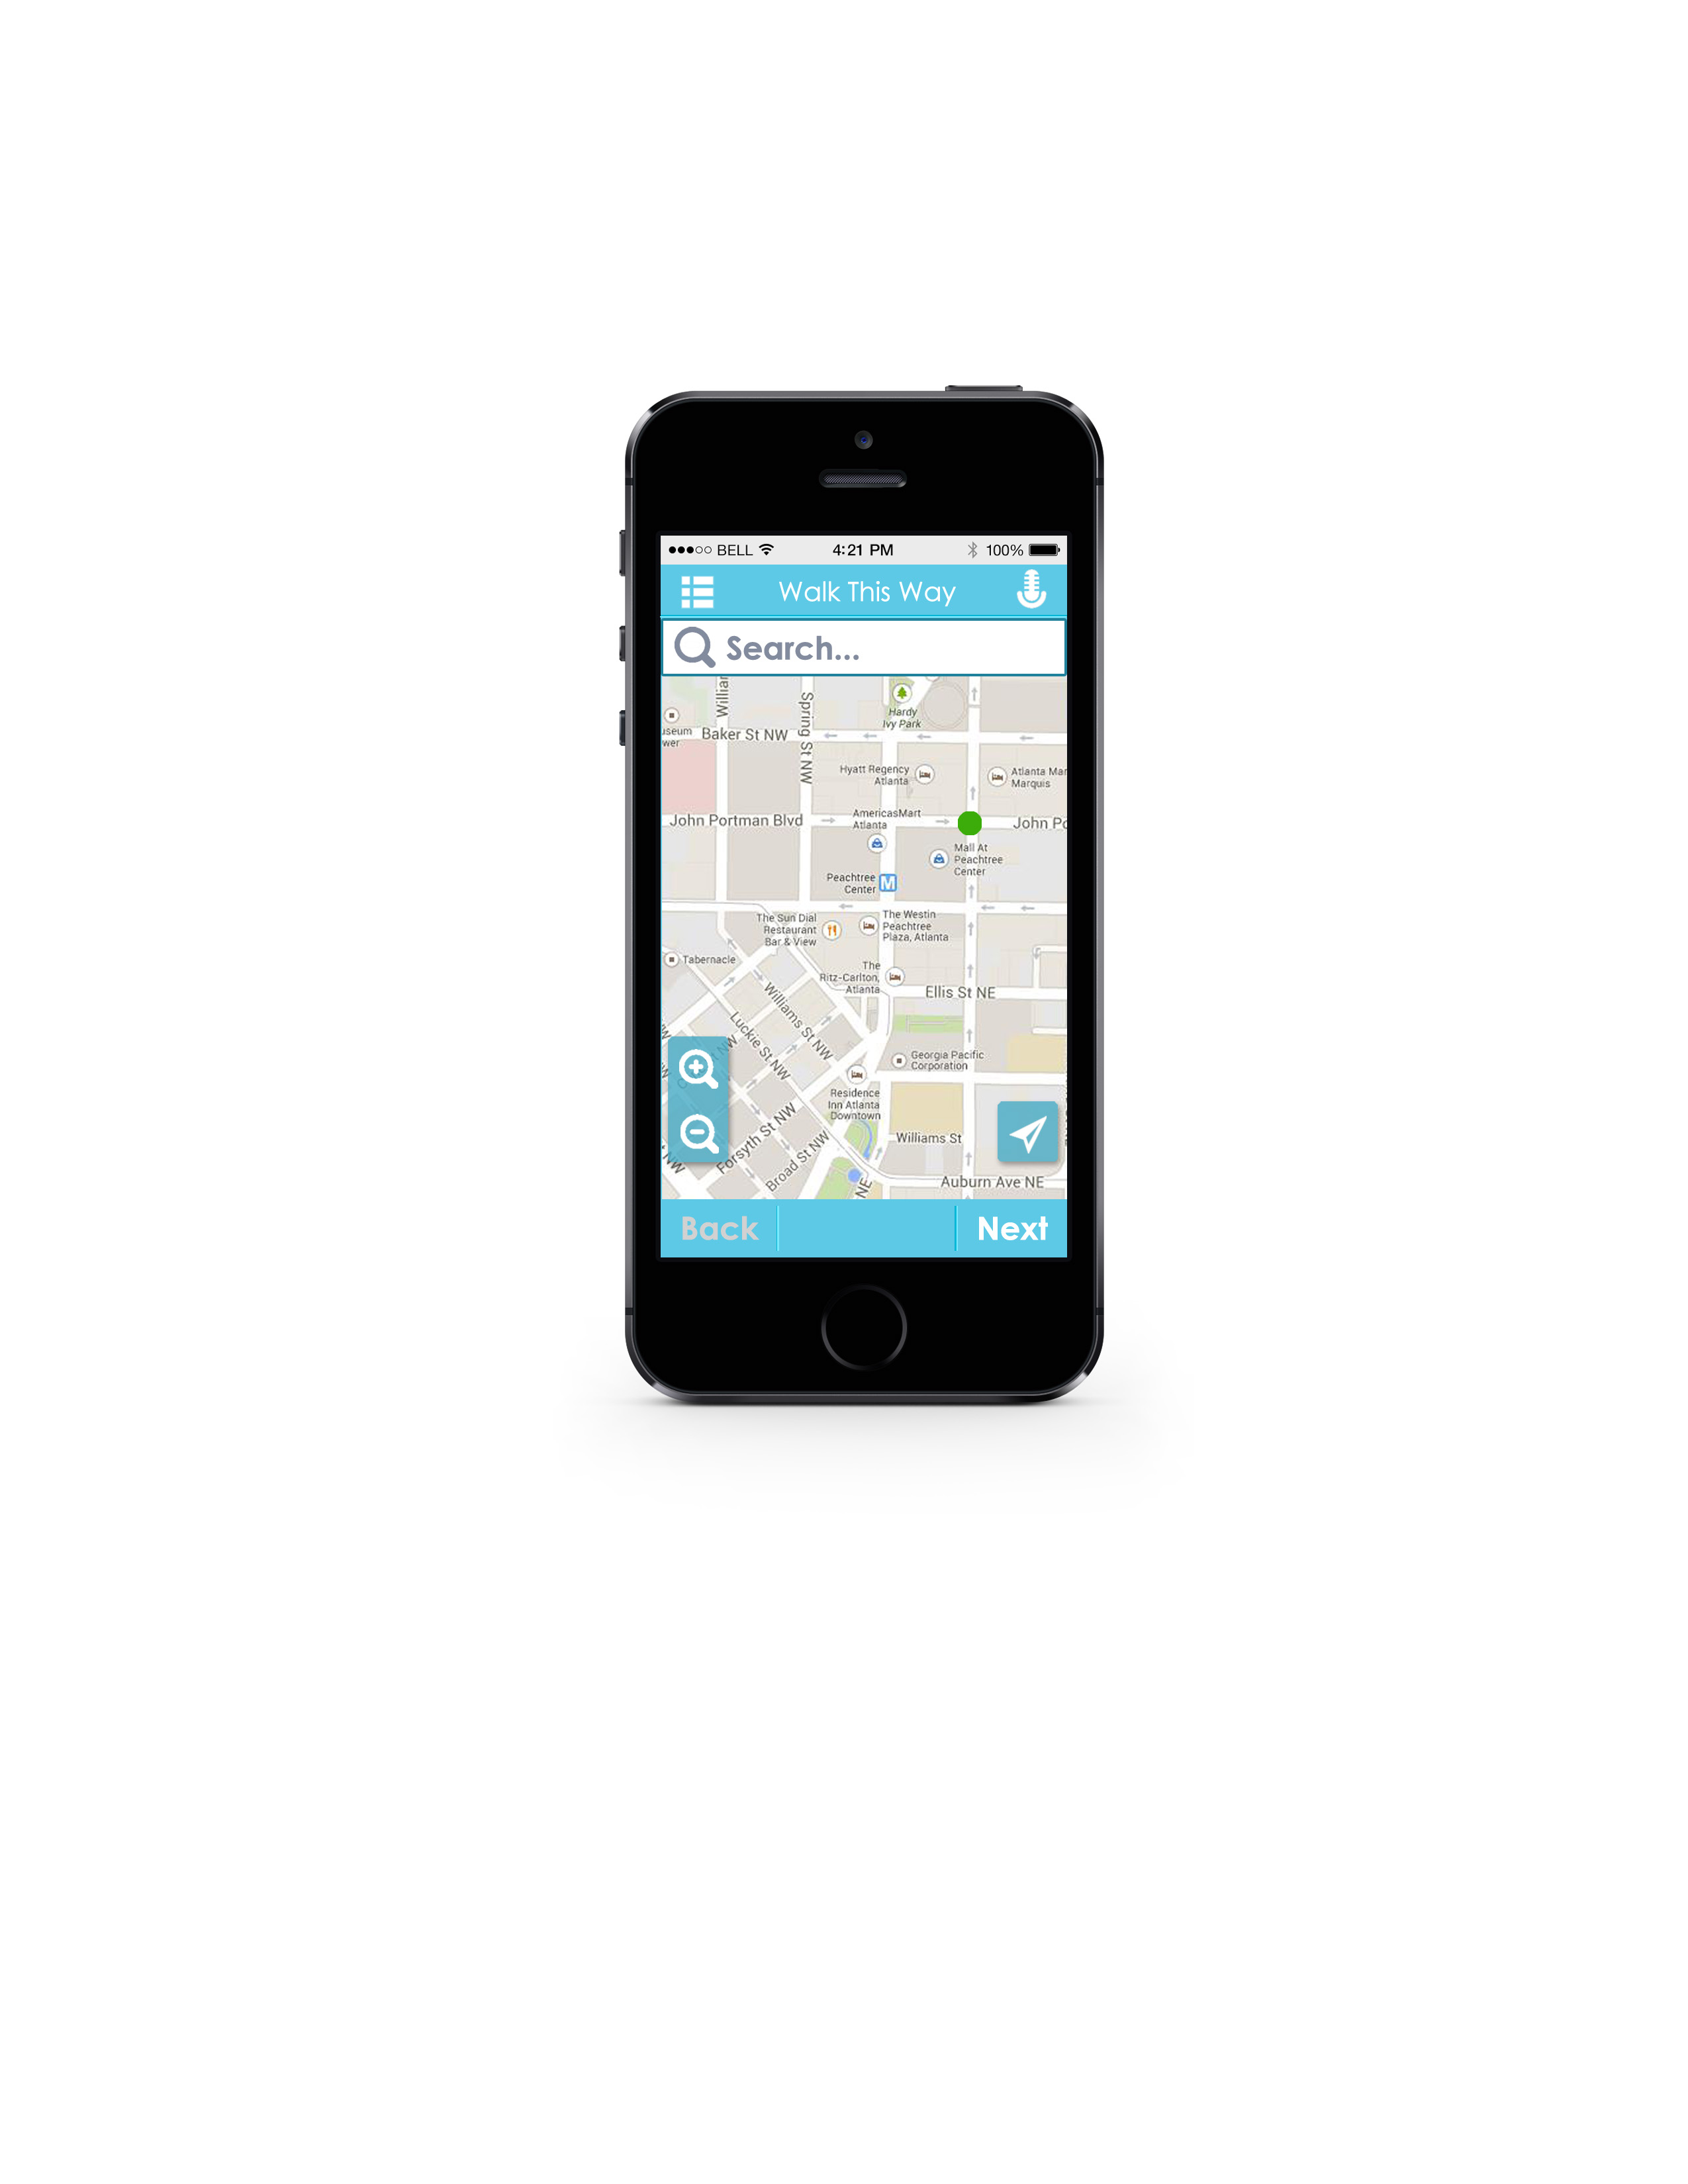 BELL
4:21 PM
100%
Walk This Way
Search...
Spring St NW
Hardy
Ivy Park
Baker St NW
Hyatt Regency
Atlanta
Atlanta Mar
Marquis
John Portman Blvd
AmericasMart
Atlanta
John Po
Mall At
Peachtree
Center
Peachtree
Center
M
The Sun Dial
Restaurant
Bar & View
The Westin
Peachtree
Plaza, Atlanta
Tabernacle
The
Ritz-Carlton,
Atlanta
Ellis St NE
Williams St NW
Luckie St NW
Georgia Pacific
Corporation
Residence
Inn Atlanta
Downtown
Forsyth St NW
Broad St NW
Williams St
NW
NE
Auburn Ave NE
Back
Next